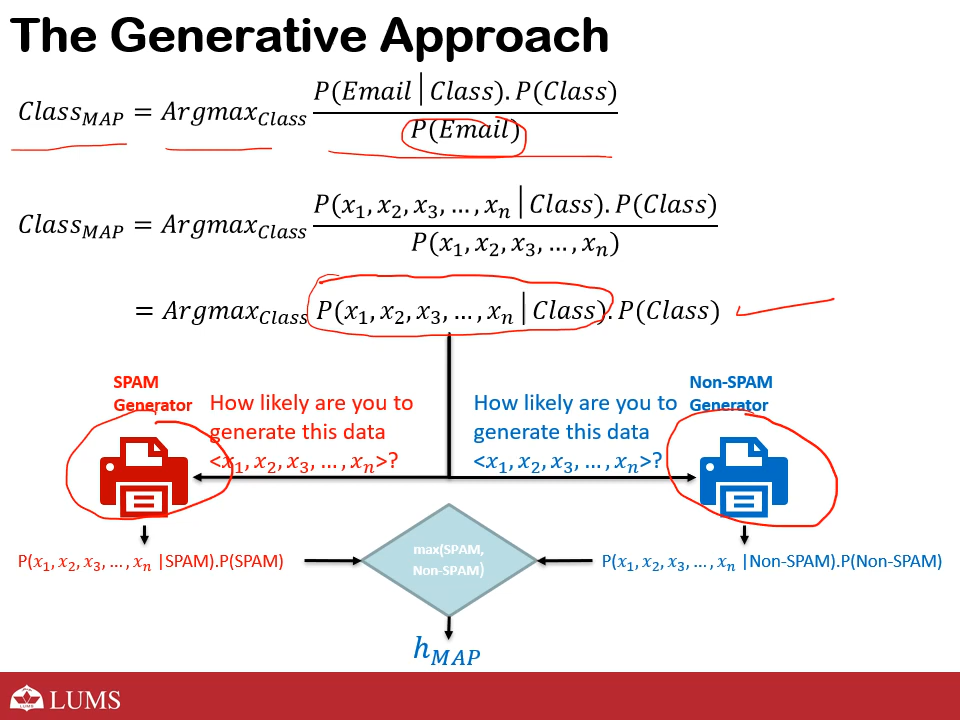 The Generative Approach
Class_MAP = Argmax_Class P(Email | Class). P(Class) / P(Email)
Class_MAP = Argmax_Class P(x₁, x₂, x₃, …, xₙ | Class). P(Class) / P(x₁, x₂, x₃, …, xₙ)
= Argmax_Class P(x₁, x₂, x₃, …, xₙ | Class). P(Class)
SPAM
Generator
How likely are you to
generate this data
<x₁, x₂, x₃, …, xₙ>?
How likely are you to
generate this data
<x₁, x₂, x₃, …, xₙ>?
Non-SPAM
Generator
P(x₁, x₂, x₃, …, xₙ |SPAM).P(SPAM)
max(SPAM,
Non-SPAM)
P(x₁, x₂, x₃, …, xₙ |Non-SPAM).P(Non-SPAM)
h_MAP
LUMS
LUMS